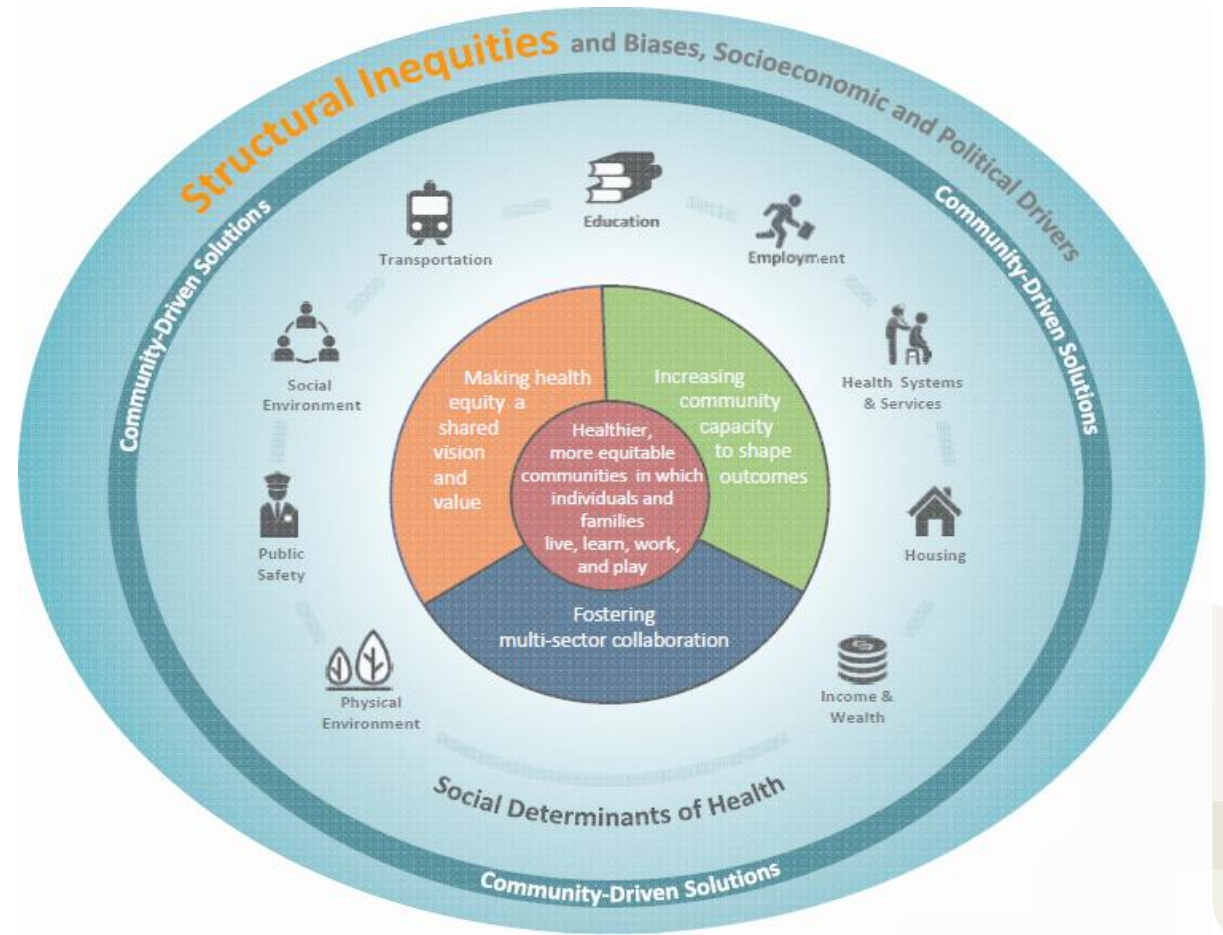 Structural Inequities and Biases, Socioeconomic and Political Drivers
Community-Driven Solutions
Community-Driven Solutions
Education
Transportation
Employment
Social
Environment
Health Systems
& Services
Public
Safety
Housing
Physical
Environment
Income &
Wealth
Making health
equity a
shared
vision
and
value
Increasing
community
capacity
to shape
outcomes
Healthier,
more equitable
communities in which
individuals and
families
live, learn, work,
and play
Fostering
multi-sector collaboration
Social Determinants of Health
Community-Driven Solutions